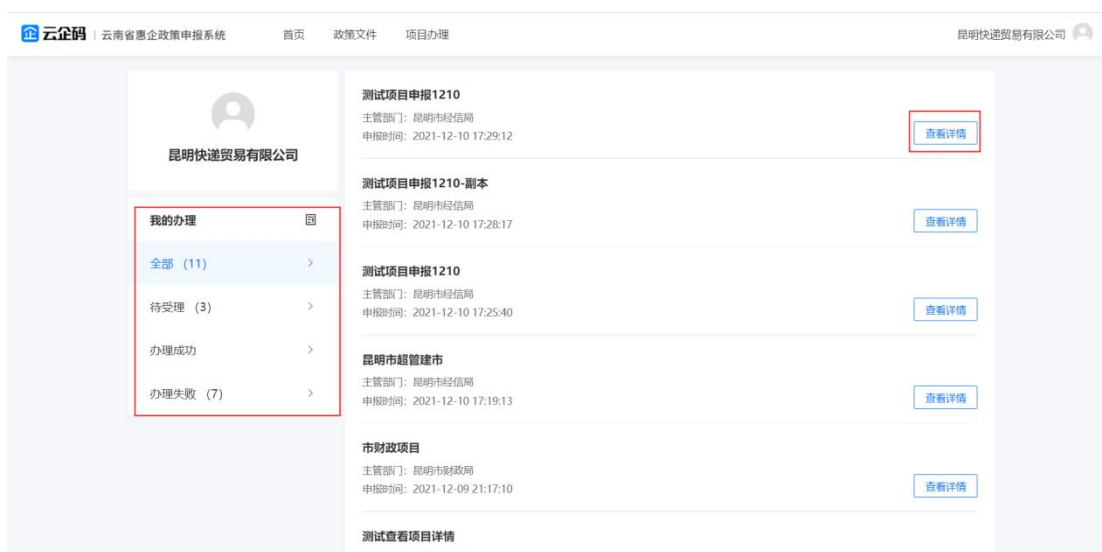 企 云企码 | 云南省惠企政策申报系统 首页 政策文件 项目办理 昆明快递贸易有限公司
昆明快递贸易有限公司
我的办理
全部 (11)
待受理 (3)
办理成功
办理失败 (7)
测试项目申报1210
主管部门：昆明市经信局
申报时间：2021-12-10 17:29:12
查看详情
测试项目申报1210-副本
主管部门：昆明市经信局
申报时间：2021-12-10 17:28:17
查看详情
测试项目申报1210
主管部门：昆明市经信局
申报时间：2021-12-10 17:25:40
查看详情
昆明市超管建市
主管部门：昆明市经信局
申报时间：2021-12-10 17:19:13
查看详情
市财政项目
主管部门：昆明市财政局
申报时间：2021-12-09 21:17:10
查看详情
测试查看项目详情